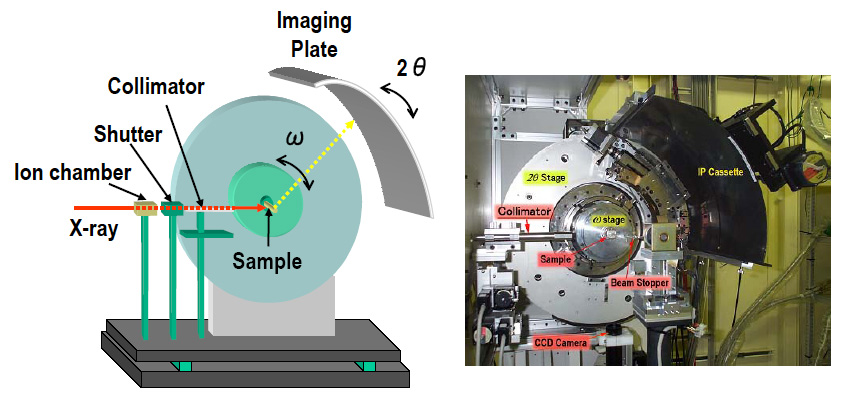 Imaging
Plate
2θ
Collimator
ω
Shutter
Ion chamber
X-ray
Sample
2θ Stage
IP Cassette
Collimator
ω stage
Sample
Beam Stopper
CCD Camera